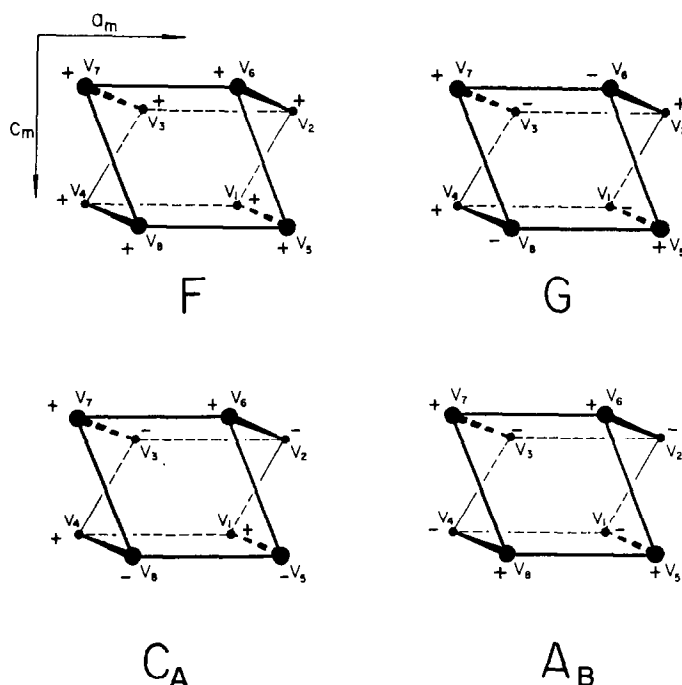 a_m
c_m
+ V₇ + V₆
+ V₃ + V₂
+ V₄ V₁ +
V₈ + + V₅
F
+ V₇ - V₆
- V₃ +
V₄ + V₁ -
V₈ - + V₅
G
+ V₇ + V₆
- V₃ - V₂
V₄ + V₁ +
- V₈ - V₅
C_A
+ V₇ + V₆
- V₃ - V₂
V₄ - V₁ -
+ V₈ + V₅
A_B